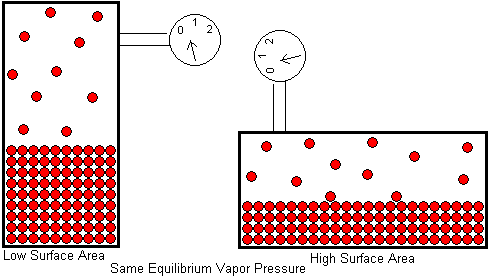 0 1 2
0 1 2
Low Surface Area
High Surface Area
Same Equilibrium Vapor Pressure